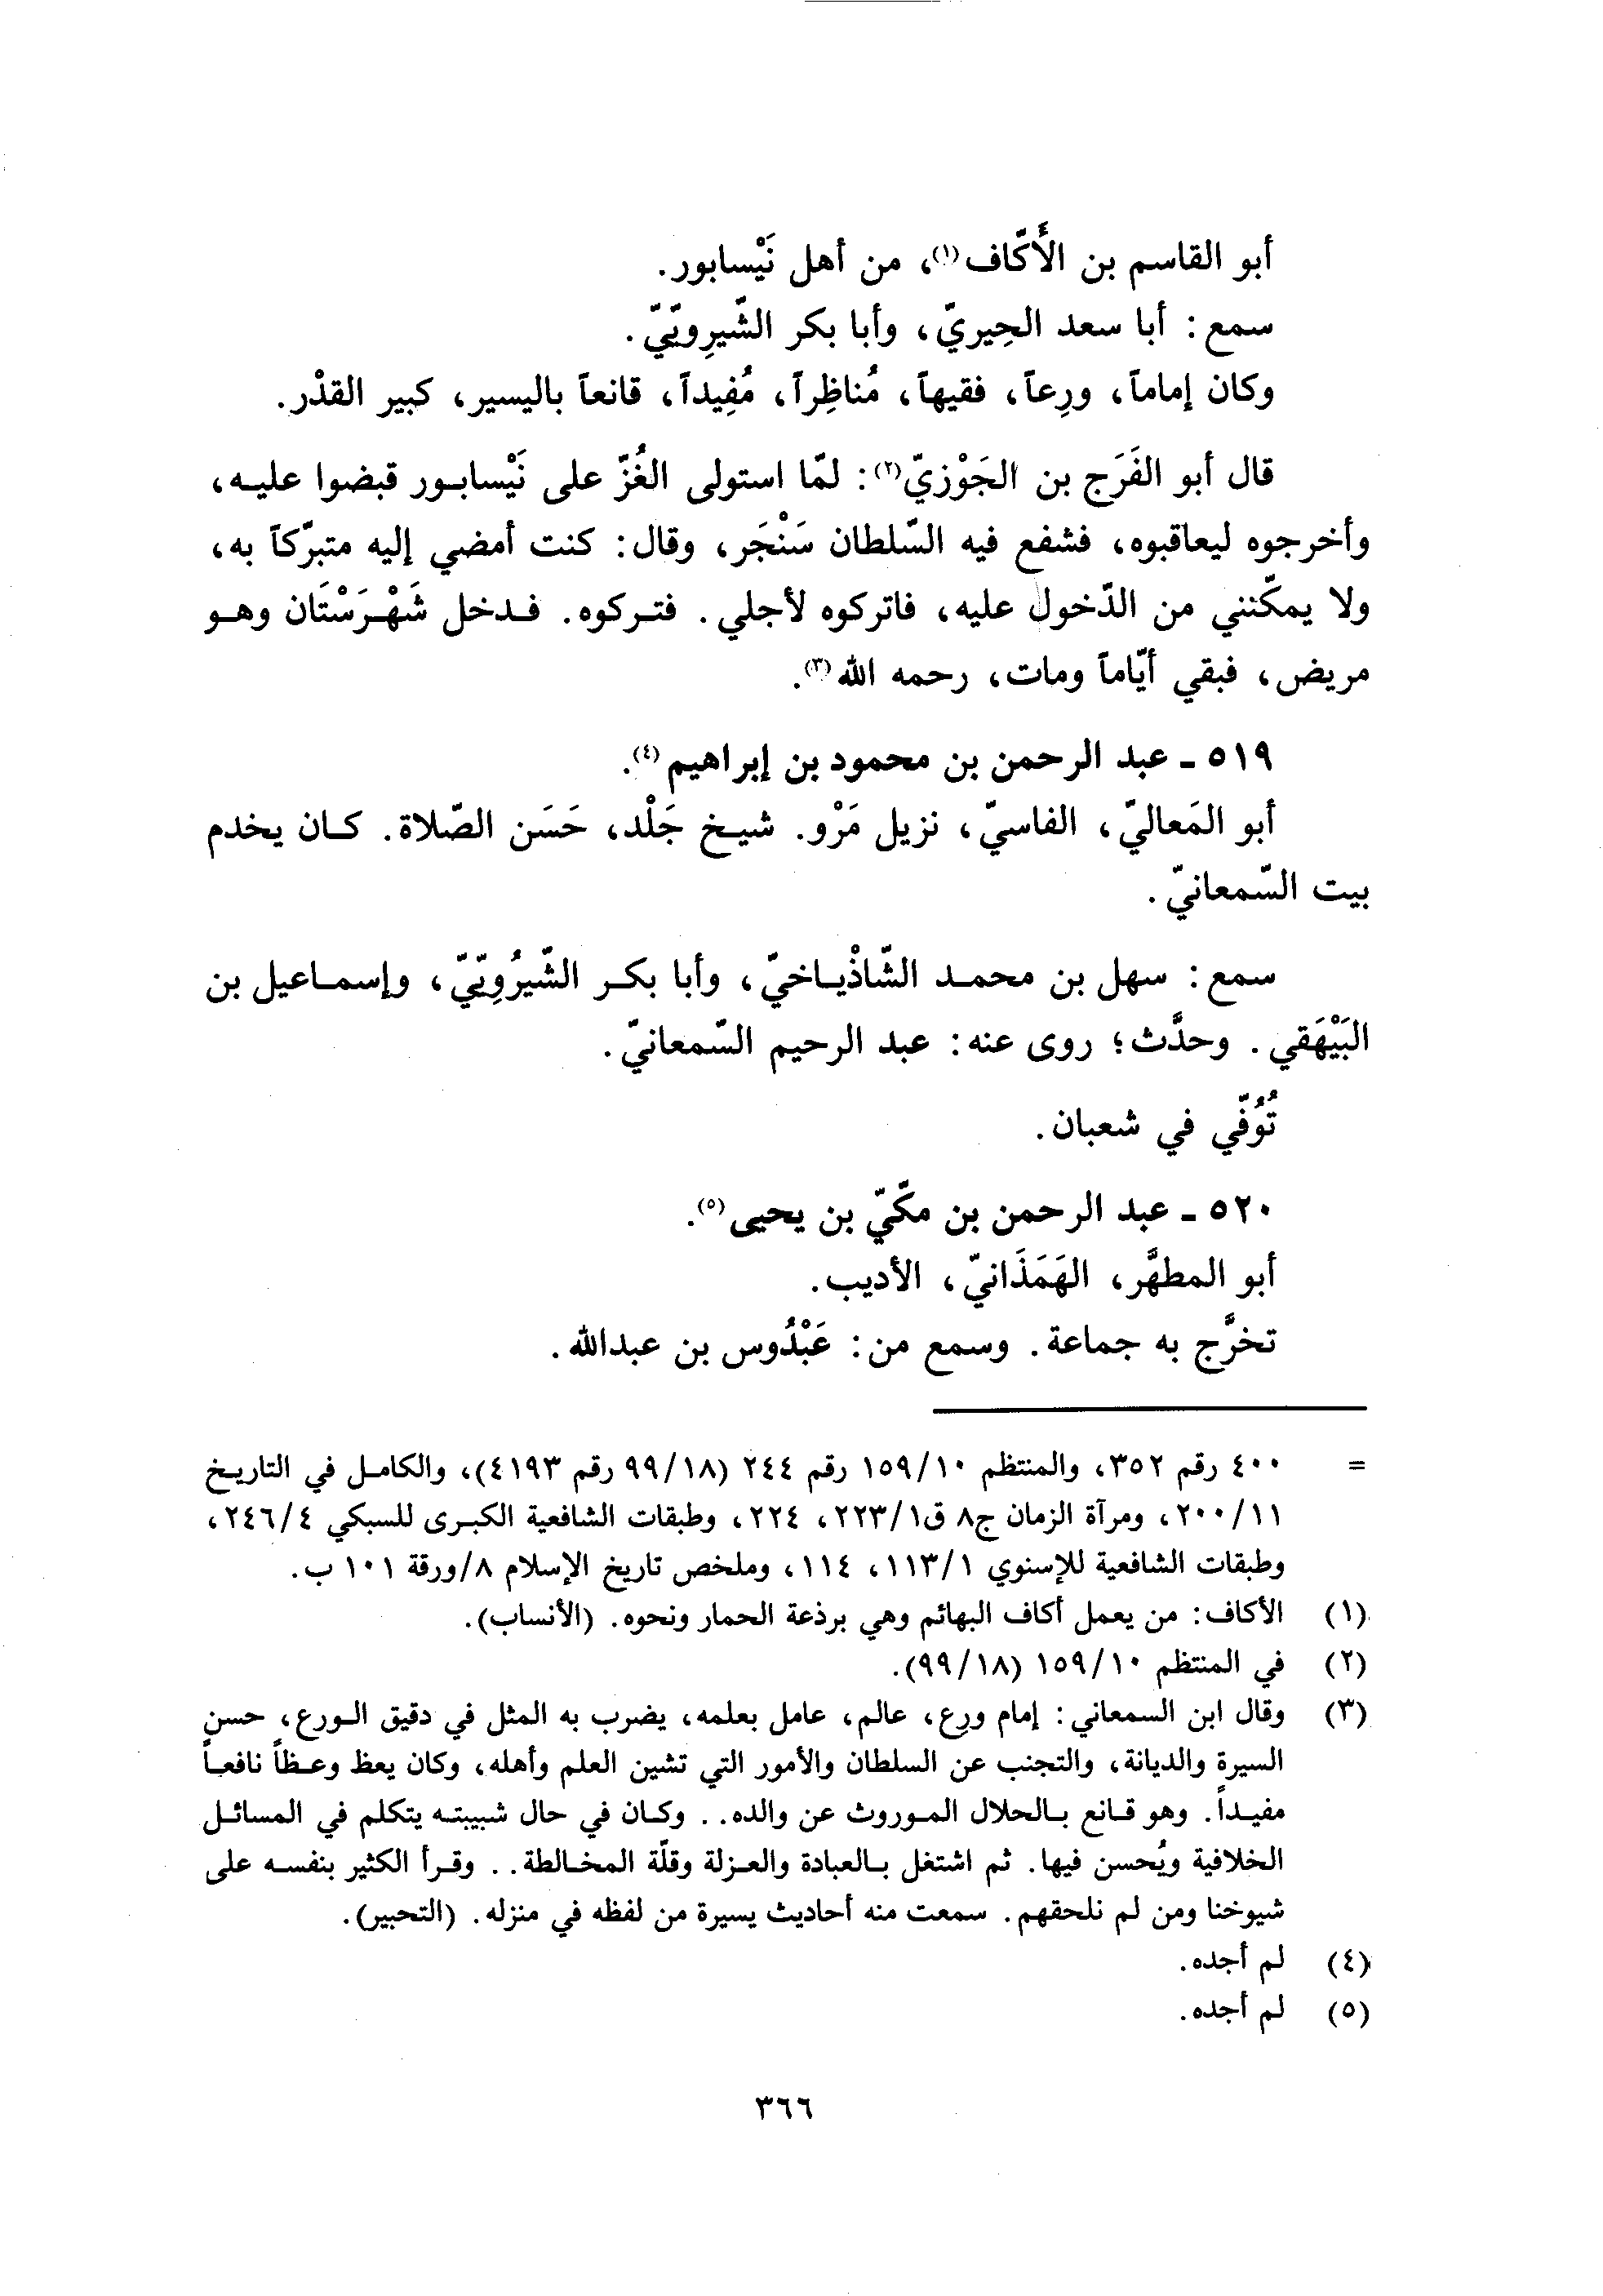 أبو القاسم بن الأَكّاف(١)، من أهل نَيْسابور.
سمع: أبا سعد الحِيريّ، وأبا بكر الشّيرِويّيّ.
وكان إماماً، ورِعاً، فقيهاً، مُناظِراً، مُفِيداً، قانعاً باليسير، كبير القدْر.
قال أبو الفَرَج بن الجَوْزيّ(٢): لمّا استولى الغُزّ على نَيْسابور قبضوا عليه،
وأخرجوه ليعاقبوه، فشفع فيه السّلطان سَنْجَر، وقال: كنت أمضي إليه متبرّكاً به،
ولا يمكّنني من الدّخول عليه، فاتركوه لأجلي. فتركوه. فدخل شَهْرَسْتَان وهو
مريض، فبقي أيّاماً ومات، رحمه الله(٣).
٥١٩ ـ عبد الرحمن بن محمود بن إبراهيم(٤).
أبو المَعاليّ، الفاسيّ، نزيل مَرْو. شيخ جَلْد، حَسَن الصّلاة. كان يخدم
بيت السّمعانيّ.
سمع: سهل بن محمد الشّاذْياخيّ، وأبا بكر الشّيرُوِيّيّ، وإسماعيل بن
البَيْهَقي. وحدَّث؛ روى عنه: عبد الرحيم السّمعانيّ.
تُوُفّي في شعبان.
٥٢٠ ـ عبد الرحمن بن مكّيّ بن يحيى(٥).
أبو المطهَّر، الهَمَذَانيّ، الأديب.
تخرَّج به جماعة. وسمع من: عَبْدُوس بن عبدالله.
= ٤٠٠ رقم ٣٥٢، والمنتظم ١٥٩/١٠ رقم ٢٤٤ (٩٩/١٨ رقم ٤١٩٣)، والكامل في التاريخ
٢٠٠/١١، ومرآة الزمان ج٨ ق٢٢٣/١، ٢٢٤، وطبقات الشافعية الكبرى للسبكي ٢٤٦/٤،
وطبقات الشافعية للإسنوي ١١٣/١، ١١٤، وملخص تاريخ الإسلام ٨/ورقة ١٠١ ب.
(١) الأكاف: من يعمل أكاف البهائم وهي برذعة الحمار ونحوه. (الأنساب).
(٢) في المنتظم ١٥٩/١٠ (٩٩/١٨).
(٣) وقال ابن السمعاني: إمام ورع، عالم، عامل بعلمه، يضرب به المثل في دقيق الورع، حسن
السيرة والديانة، والتجنب عن السلطان والأمور التي تشين العلم وأهله، وكان يعظ وعظاً نافعاً
مفيداً. وهو قانع بالحلال الموروث عن والده.. وكان في حال شبيبته يتكلم في المسائل
الخلافية ويُحسن فيها. ثم اشتغل بالعبادة والعزلة وقلّة المخالطة.. وقرأ الكثير بنفسه على
شيوخنا ومن لم نلحقهم. سمعت منه أحاديث يسيرة من لفظه في منزله. (التحبير).
(٤) لم أجده.
(٥) لم أجده.
٣٦٦